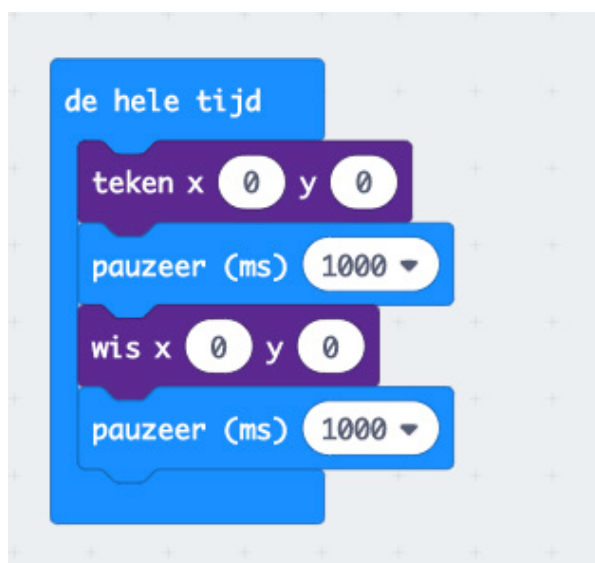 de hele tijd
teken x 0 y 0
pauzeer (ms) 1000
wis x 0 y 0
pauzeer (ms) 1000